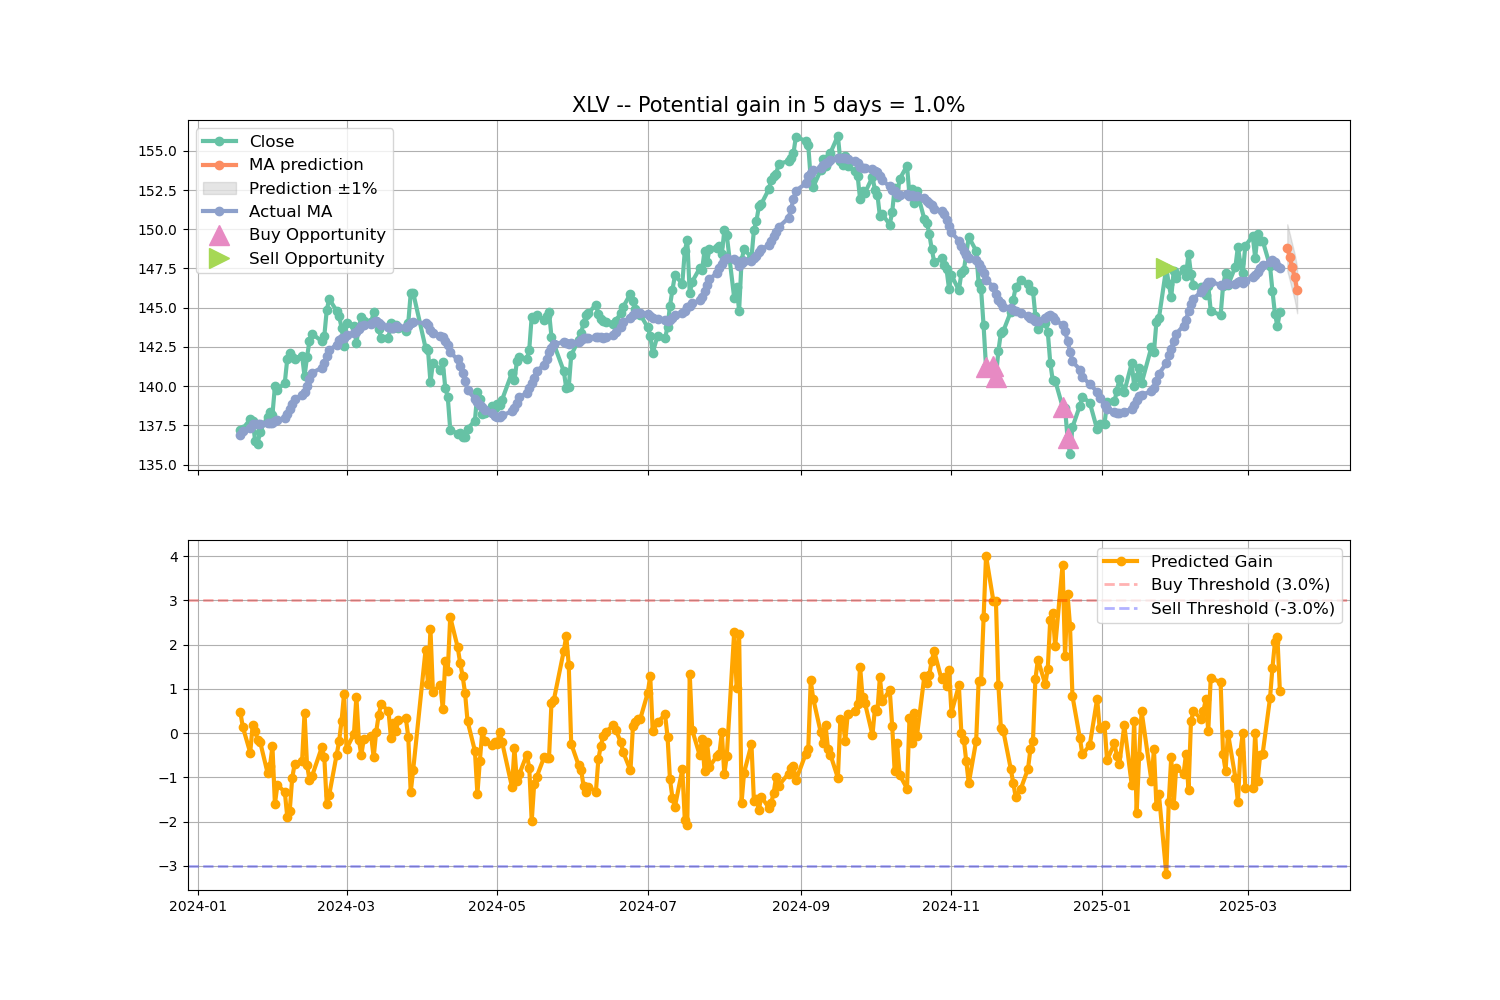 XLV -- Potential gain in 5 days = 1.0%
Close
MA prediction
Prediction ±1%
Actual MA
Buy Opportunity
Sell Opportunity
155.0
152.5
150.0
147.5
145.0
142.5
140.0
137.5
135.0
Predicted Gain
Buy Threshold (3.0%)
Sell Threshold (-3.0%)
4
3
2
1
0
−1
−2
−3
2024-01 2024-03 2024-05 2024-07 2024-09 2024-11 2025-01 2025-03